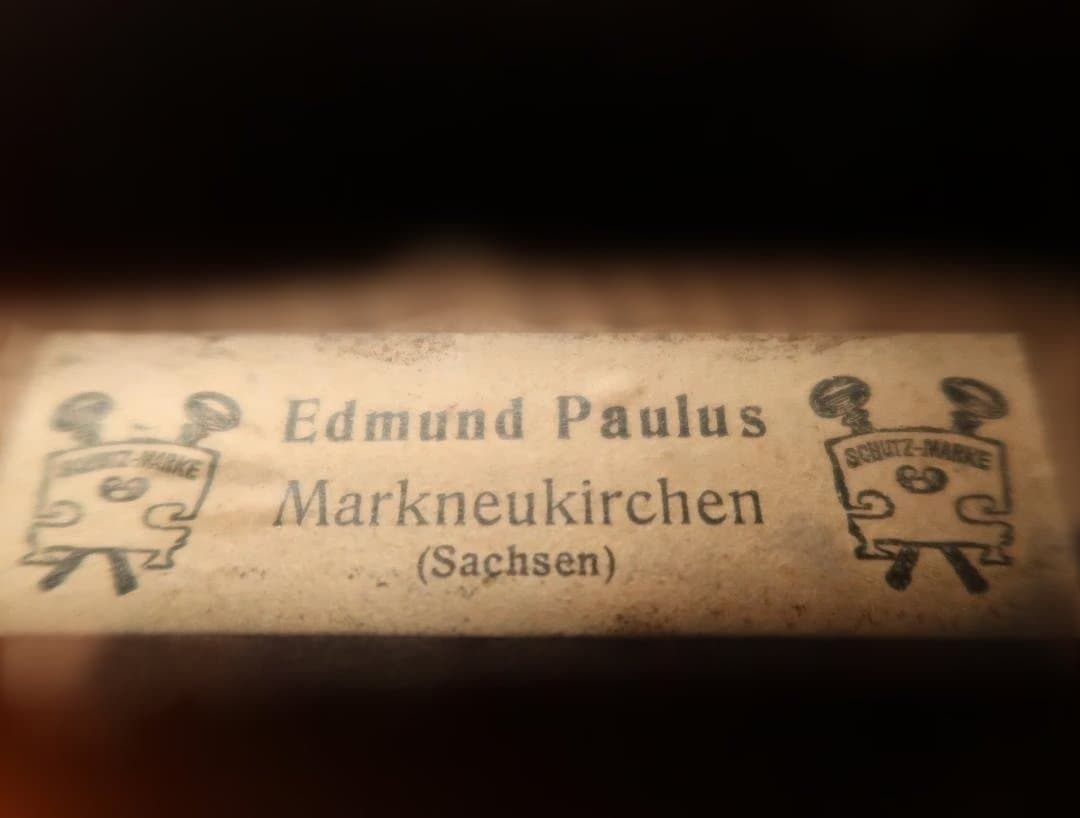 Edmund Paulus
Markneukirchen
(Sachsen)
SCHUTZ-MARKE
SCHUTZ-MARKE